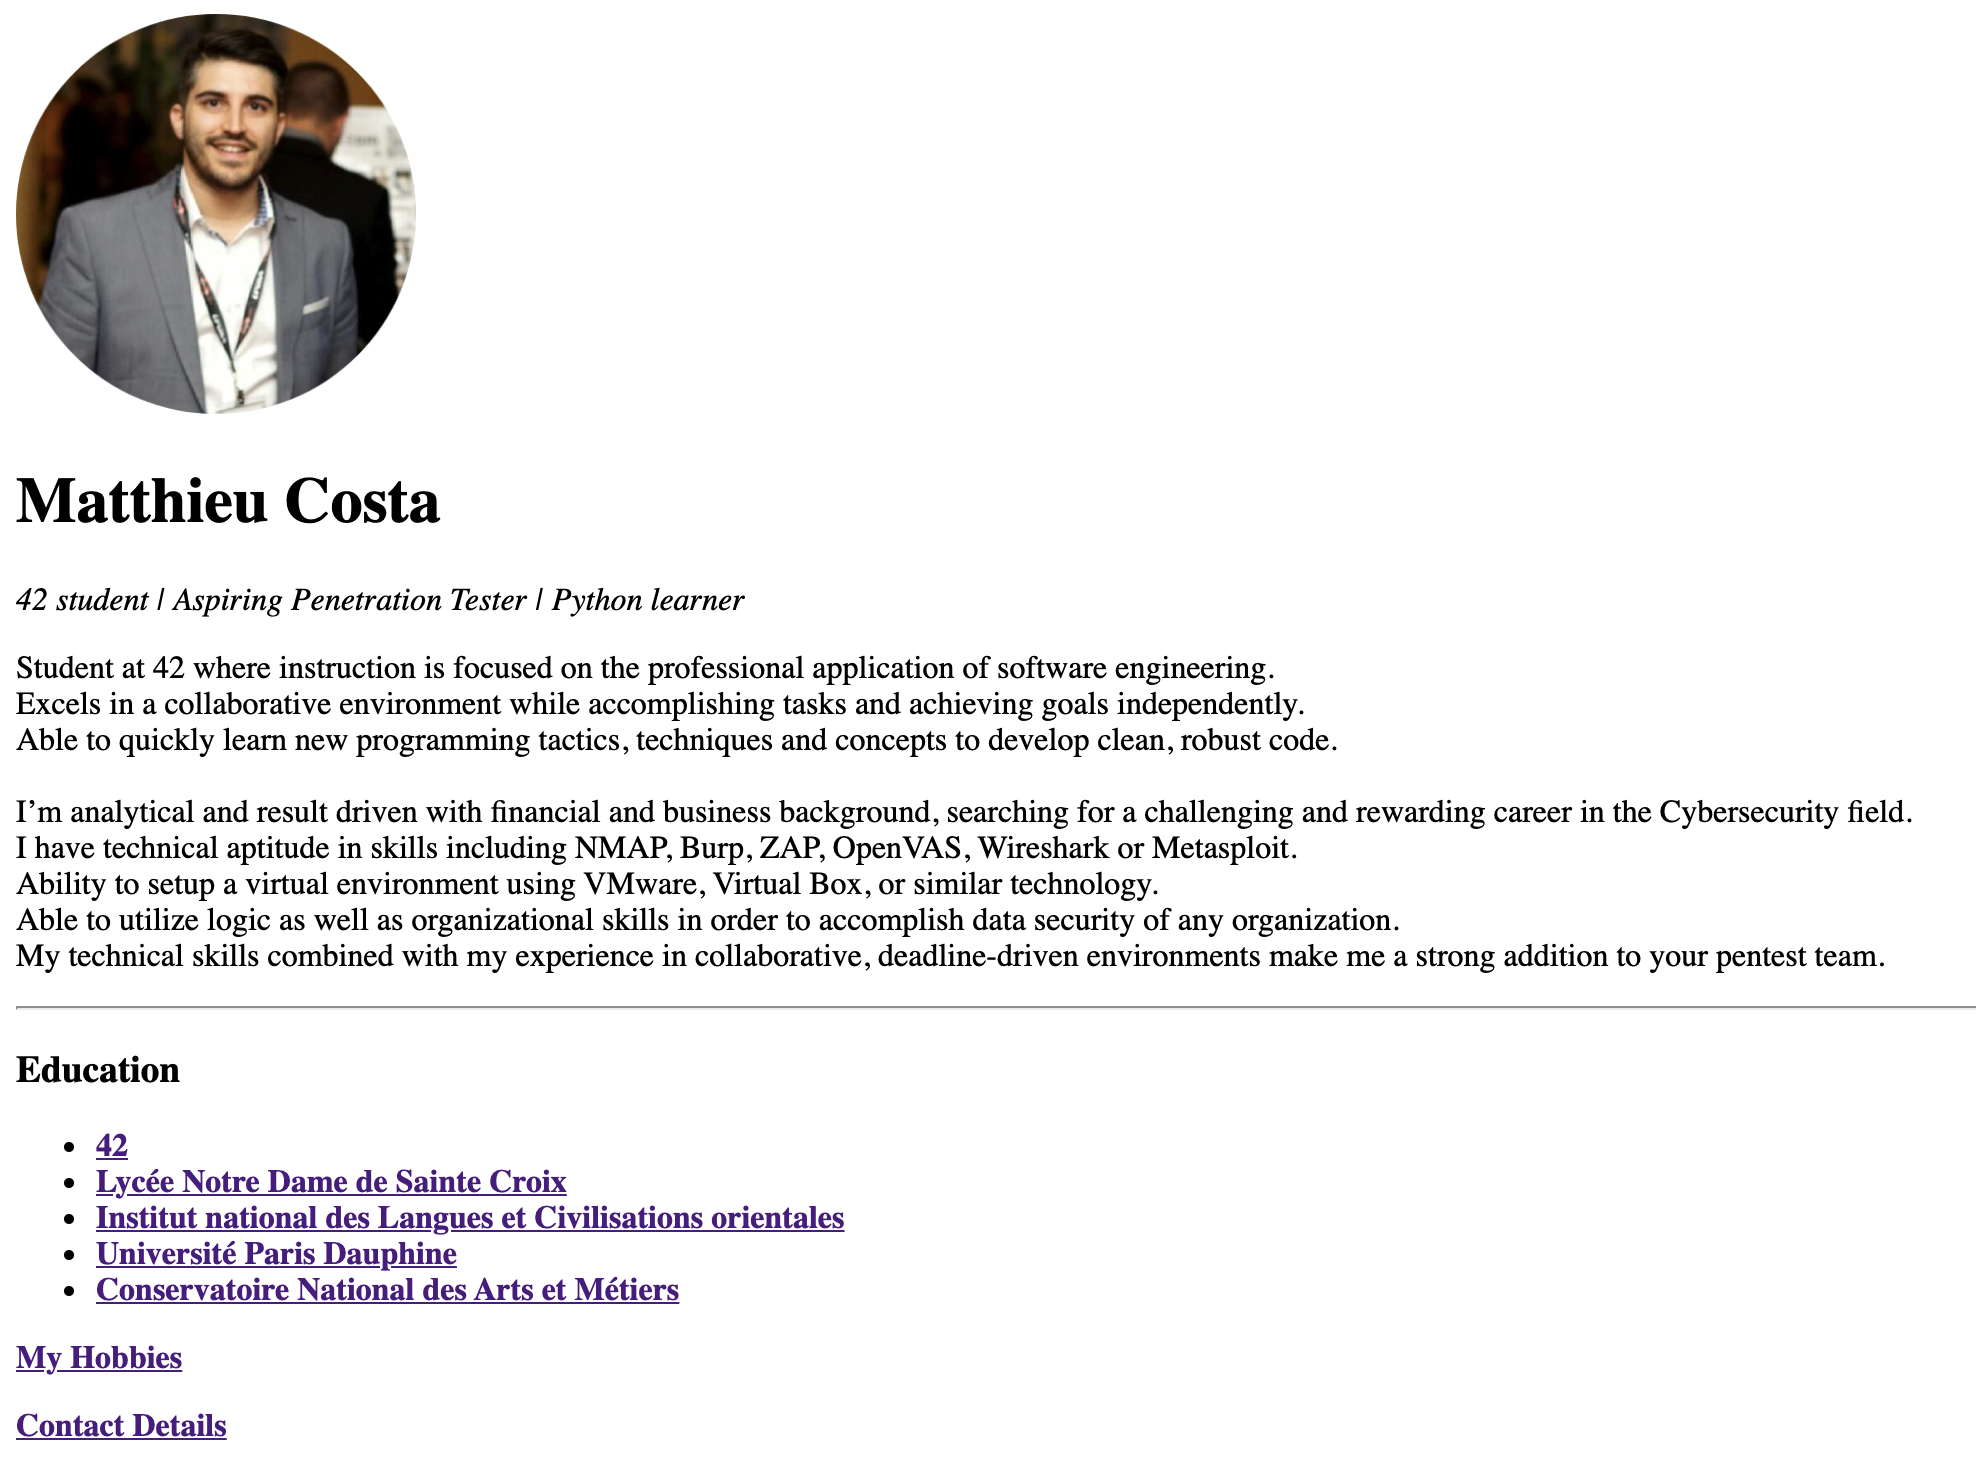 Matthieu Costa
42 student | Aspiring Penetration Tester | Python learner
Student at 42 where instruction is focused on the professional application of software engineering.
Excels in a collaborative environment while accomplishing tasks and achieving goals independently.
Able to quickly learn new programming tactics, techniques and concepts to develop clean, robust code.
I’m analytical and result driven with financial and business background, searching for a challenging and rewarding career in the Cybersecurity field.
I have technical aptitude in skills including NMAP, Burp, ZAP, OpenVAS, Wireshark or Metasploit.
Ability to setup a virtual environment using VMware, Virtual Box, or similar technology.
Able to utilize logic as well as organizational skills in order to accomplish data security of any organization.
My technical skills combined with my experience in collaborative, deadline-driven environments make me a strong addition to your pentest team.
Education
42
Lycée Notre Dame de Sainte Croix
Institut national des Langues et Civilisations orientales
Université Paris Dauphine
Conservatoire National des Arts et Métiers
My Hobbies
Contact Details